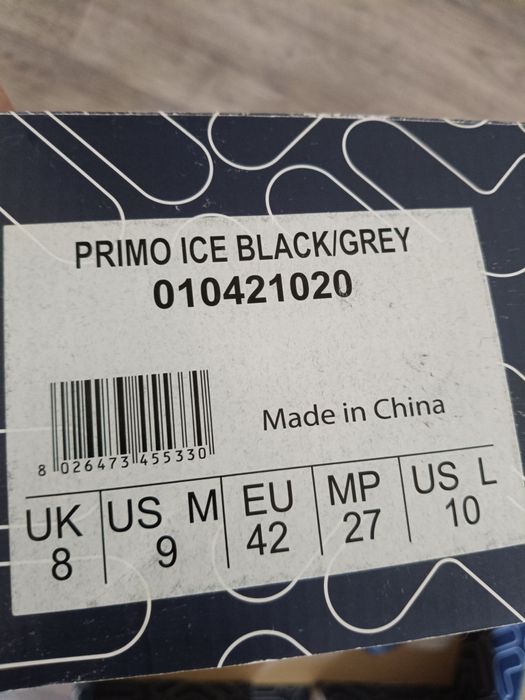 PRIMO ICE BLACK/GREY
010421020
Made in China
8 026473 455330
UK US M EU MP US L
8 9 42 27 10